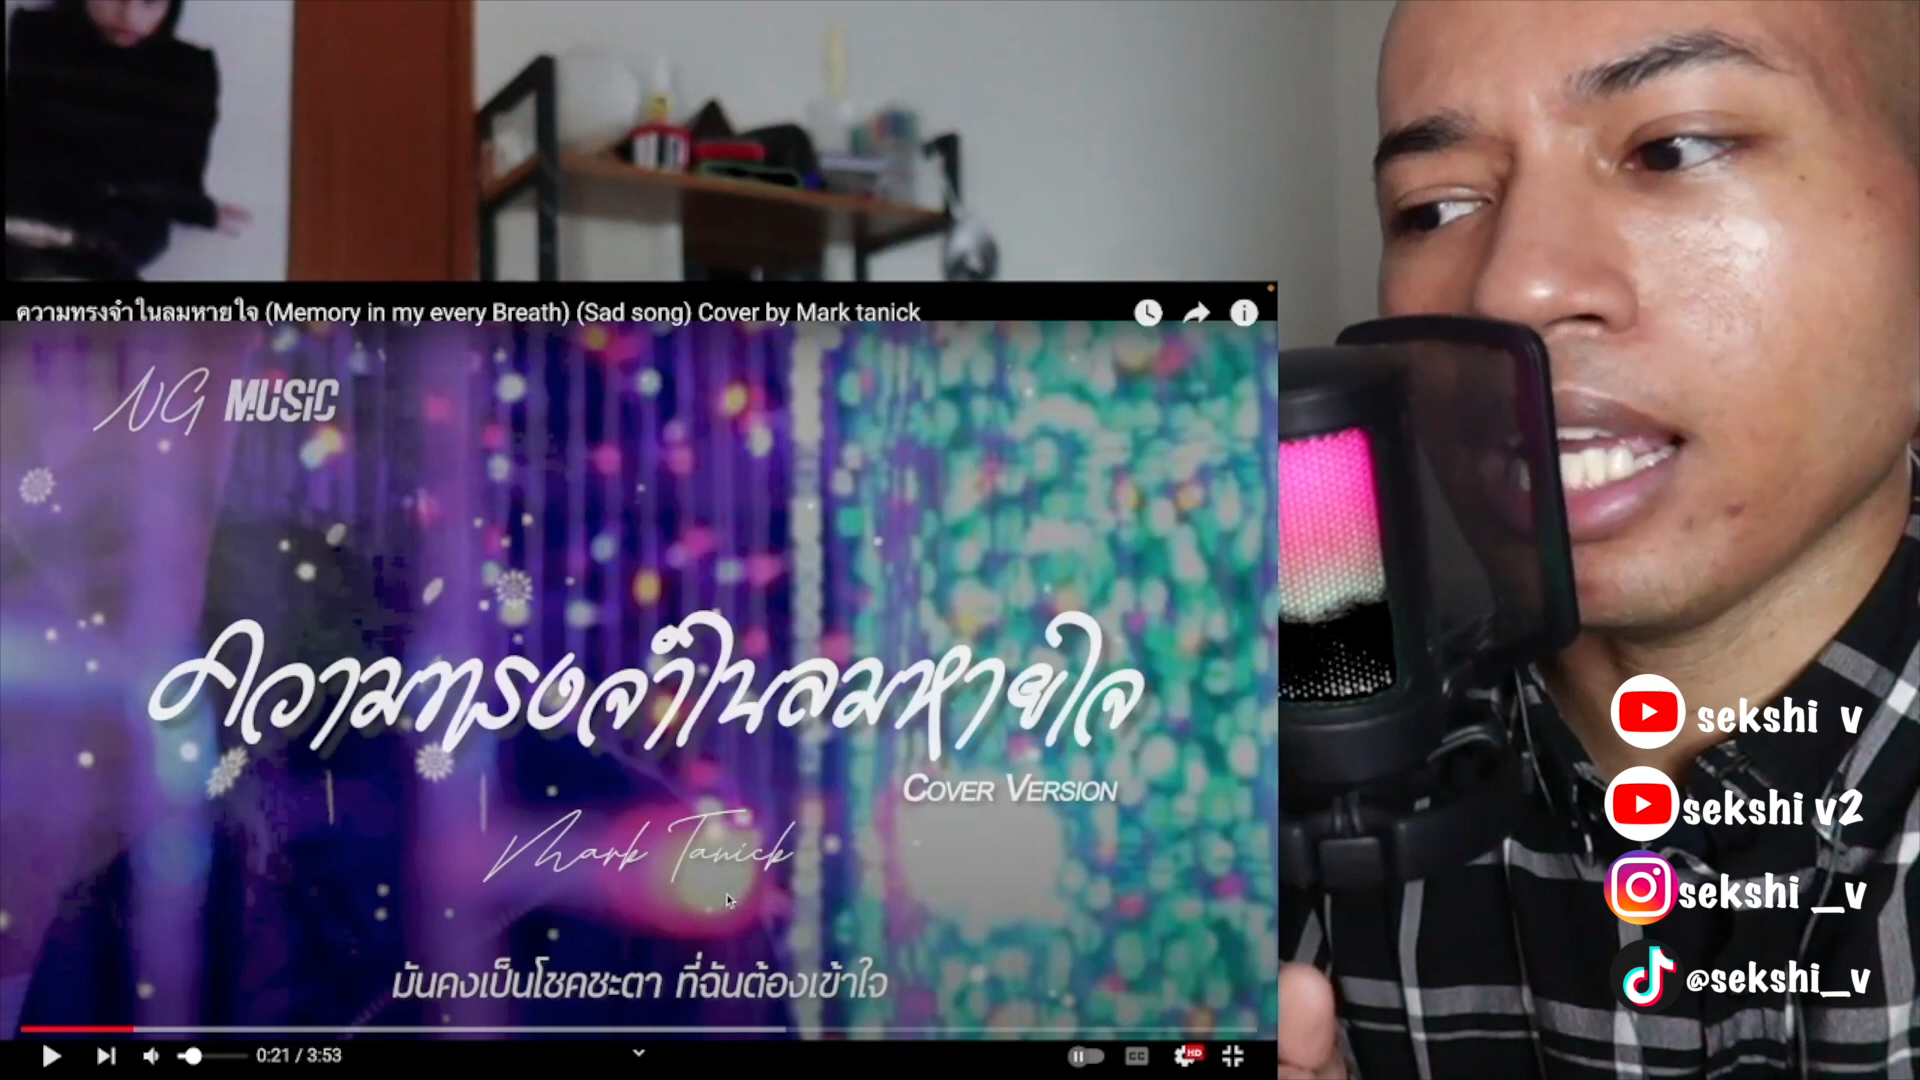 ความทรงจำในลมหายใจ (Memory in my every Breath) (Sad song) Cover by Mark tanick
NG MUSIC
ความทรงจำในลมหายใจ
COVER VERSION
Mark Tanick
มันคงเป็นโชคชะตา ที่ฉันต้องเข้าใจ
0:21 / 3:53
CC
HD
sekshi v
sekshi v2
sekshi __v
@sekshi__v